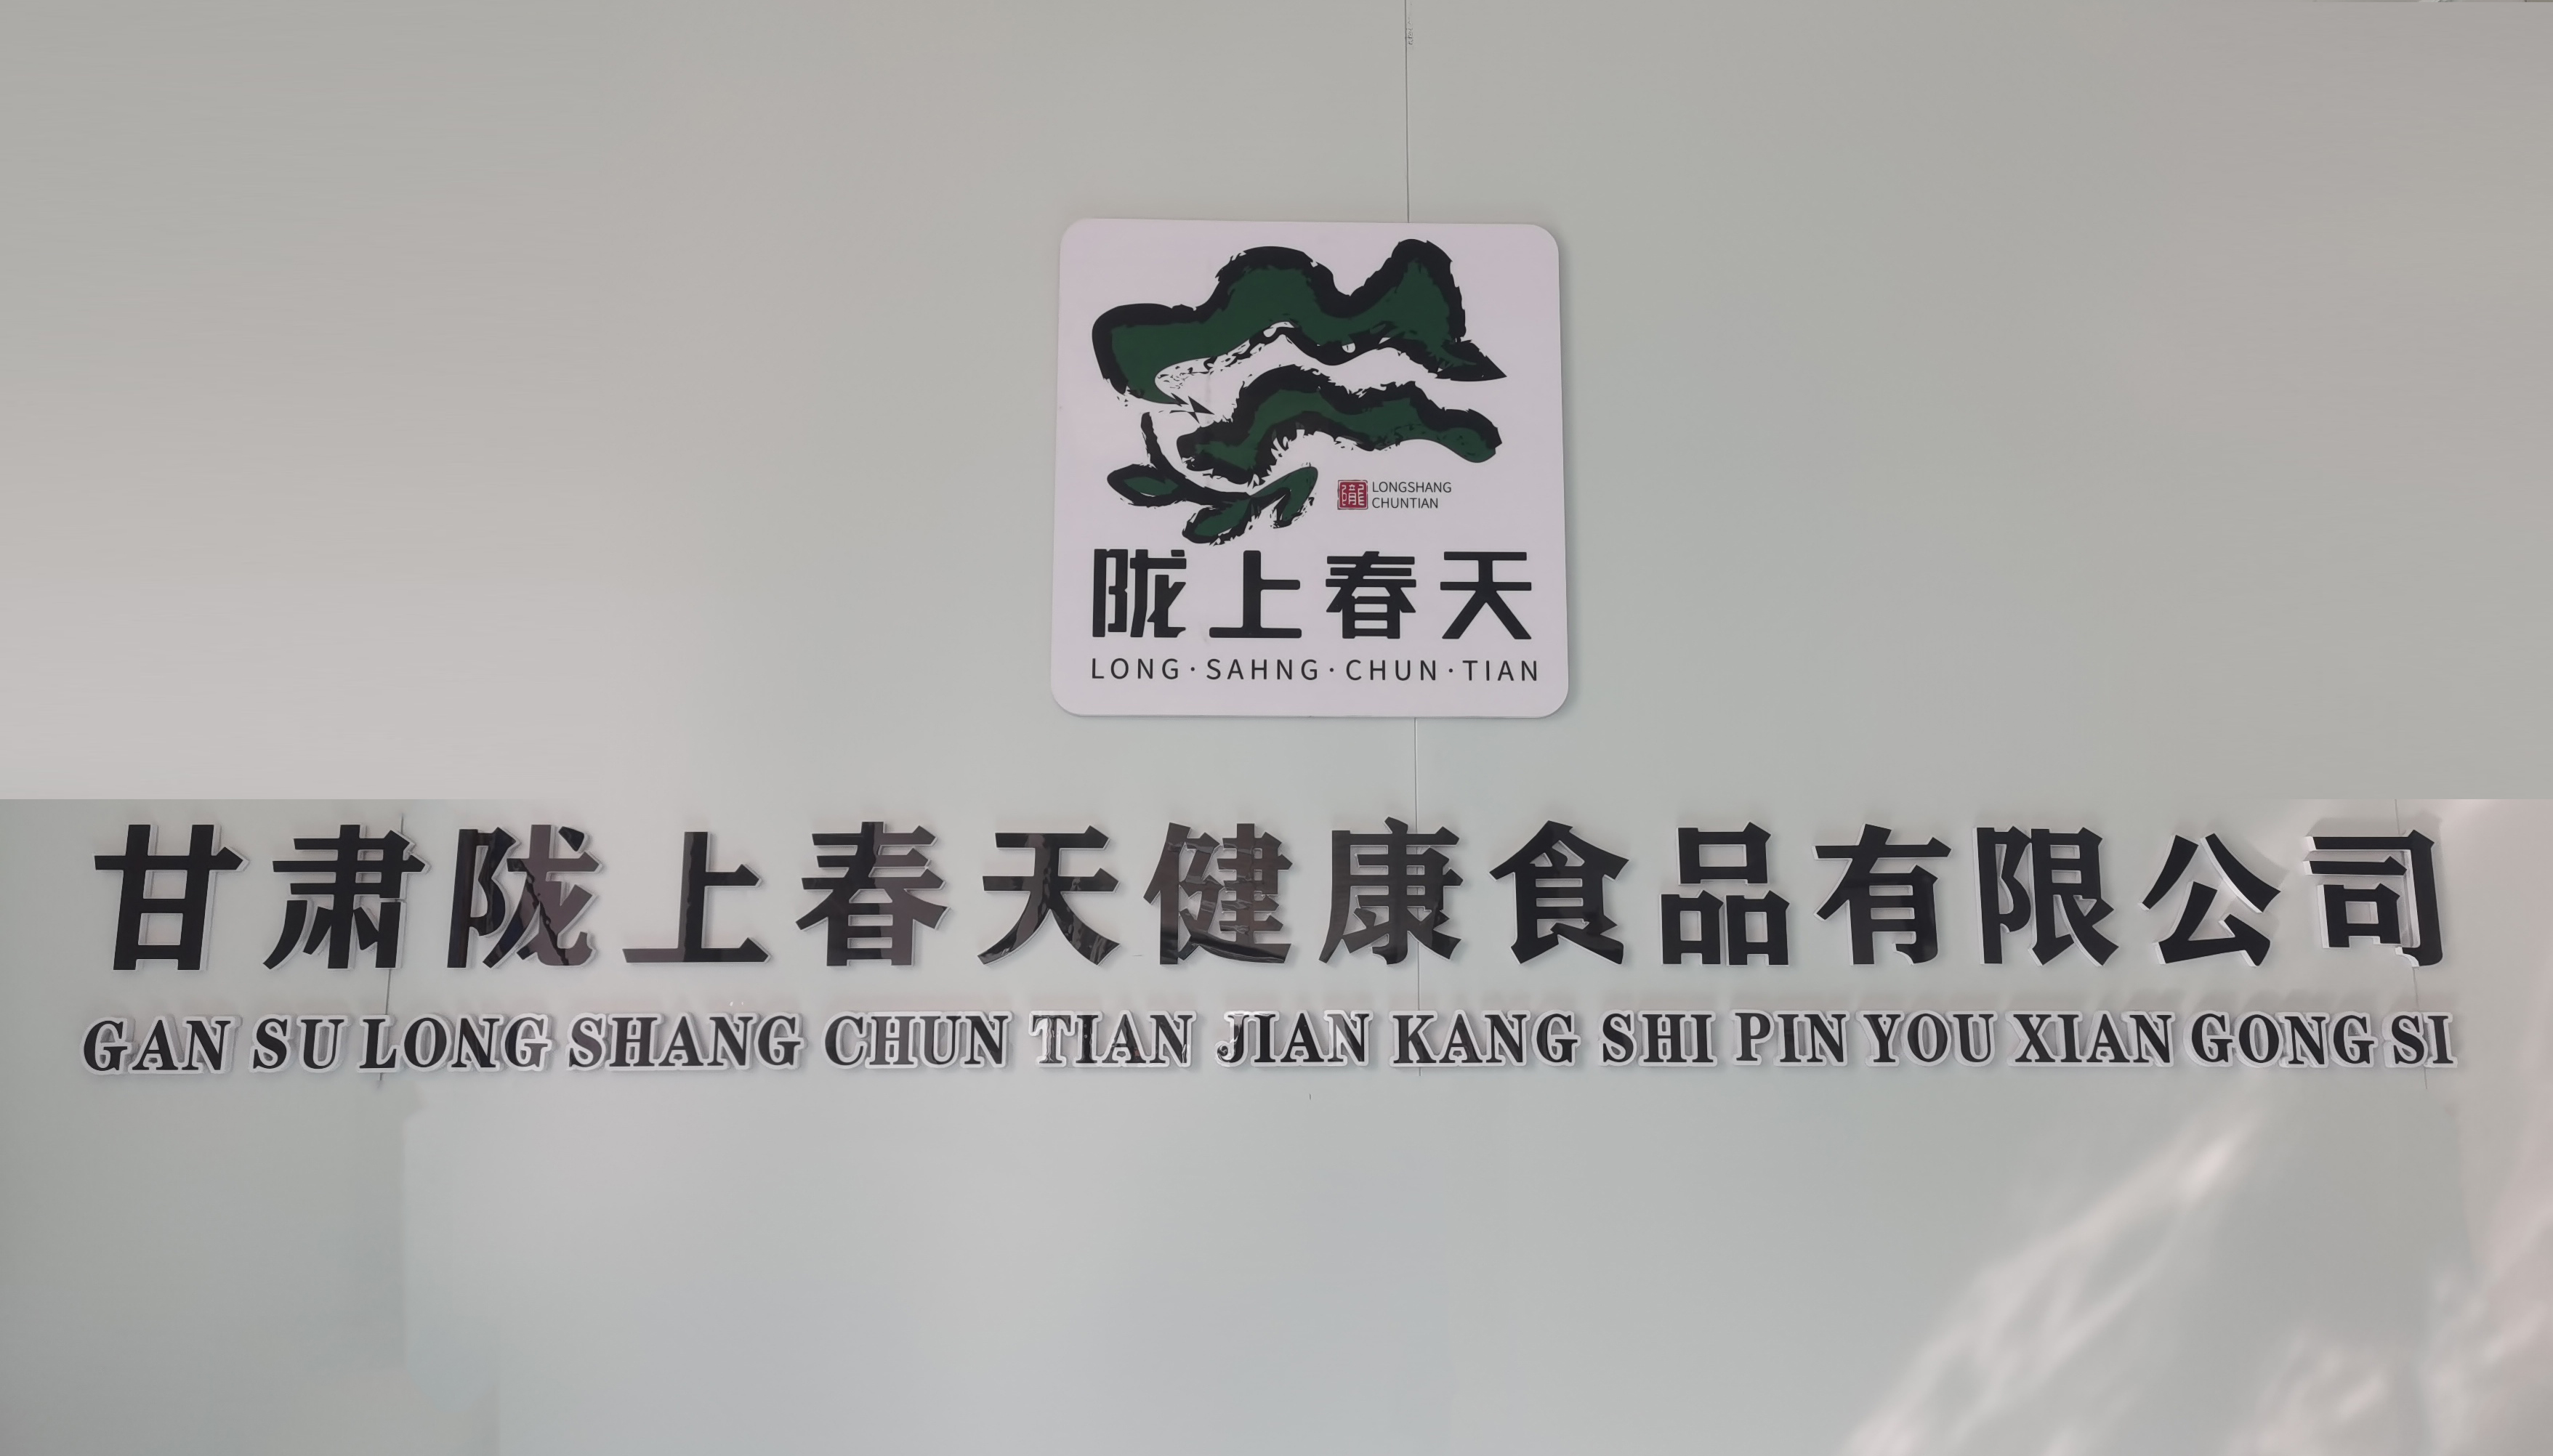 隴
LONGSHANG
CHUNTIAN
陇上春天
LONG·SAHNG·CHUN·TIAN
甘肃陇上春天健康食品有限公司
GAN SU LONG SHANG CHUN TIAN JIAN KANG SHI PIN YOU XIAN GONG SI